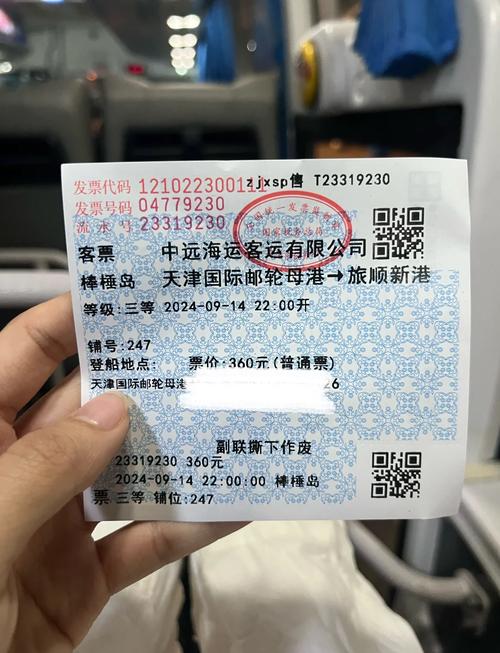 zjxsp售 T23319230
发票代码 121022300111
发票号码 04779230
流水号 23319230
客票 中远海运客运有限公司
棒棰岛 天津国际邮轮母港→旅顺新港
等级:三等 2024-09-14 22:00开
铺号:247
登船地点: 票价:360元(普通票)
天津国际邮轮母港 26
副联撕下作废
23319230 360元
2024-09-14 22:00:00 棒棰岛
票 三等 铺位:247